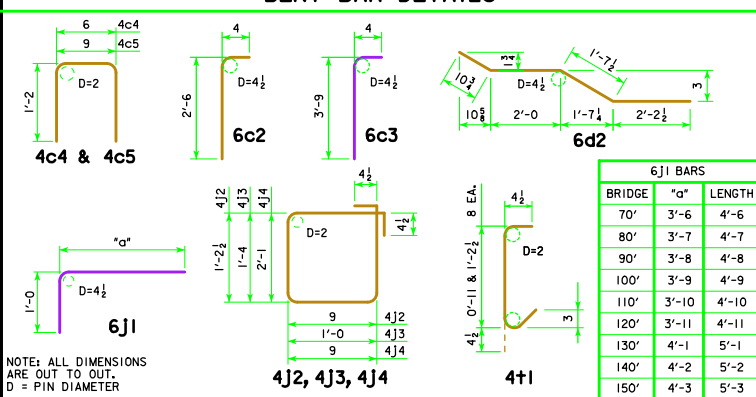 BENT BAR DETAILS
6 4c4
9 4c5
1'-2
D=2
4c4 & 4c5
4
2'-6
D=4½
6c2
4
3'-9
D=4½
6c3
1¾
1'-7½
10¾
D=4½
3
10⅝
2'-0
1'-7¼
2'-2½
6d2
"a"
1'-0
D=4½
6j1
4½
4j2
4j3
4j4
4½
1'-2½
1'-4
2'-1
D=2
9 4j2
1'-0 4j3
9 4j4
4j2, 4j3, 4j4
8 EA.
4½
D=2
0'-11 & 1'-2½
3
4½
4t1
6j1 BARS
BRIDGE "a" LENGTH
70' 3'-6 4'-6
80' 3'-7 4'-7
90' 3'-8 4'-8
100' 3'-9 4'-9
110' 3'-10 4'-10
120' 3'-11 4'-11
130' 4'-1 5'-1
140' 4'-2 5'-2
150' 4'-3 5'-3
NOTE: ALL DIMENSIONS
ARE OUT TO OUT.
D = PIN DIAMETER